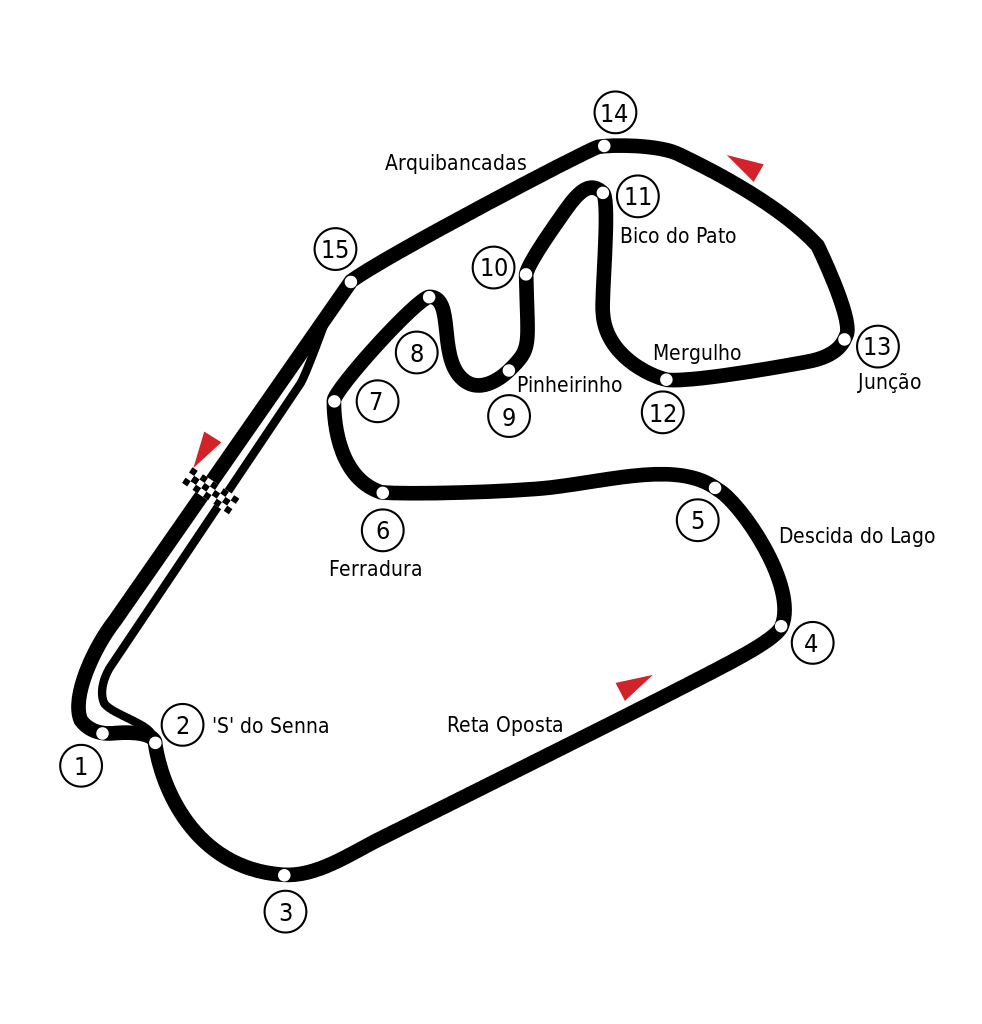 14
Arquibancadas
11
Bico do Pato
15
10
8
Mergulho
13
Junção
7
Pinheirinho
9
12
5
6
Descida do Lago
Ferradura
4
2
'S' do Senna
Reta Oposta
1
3